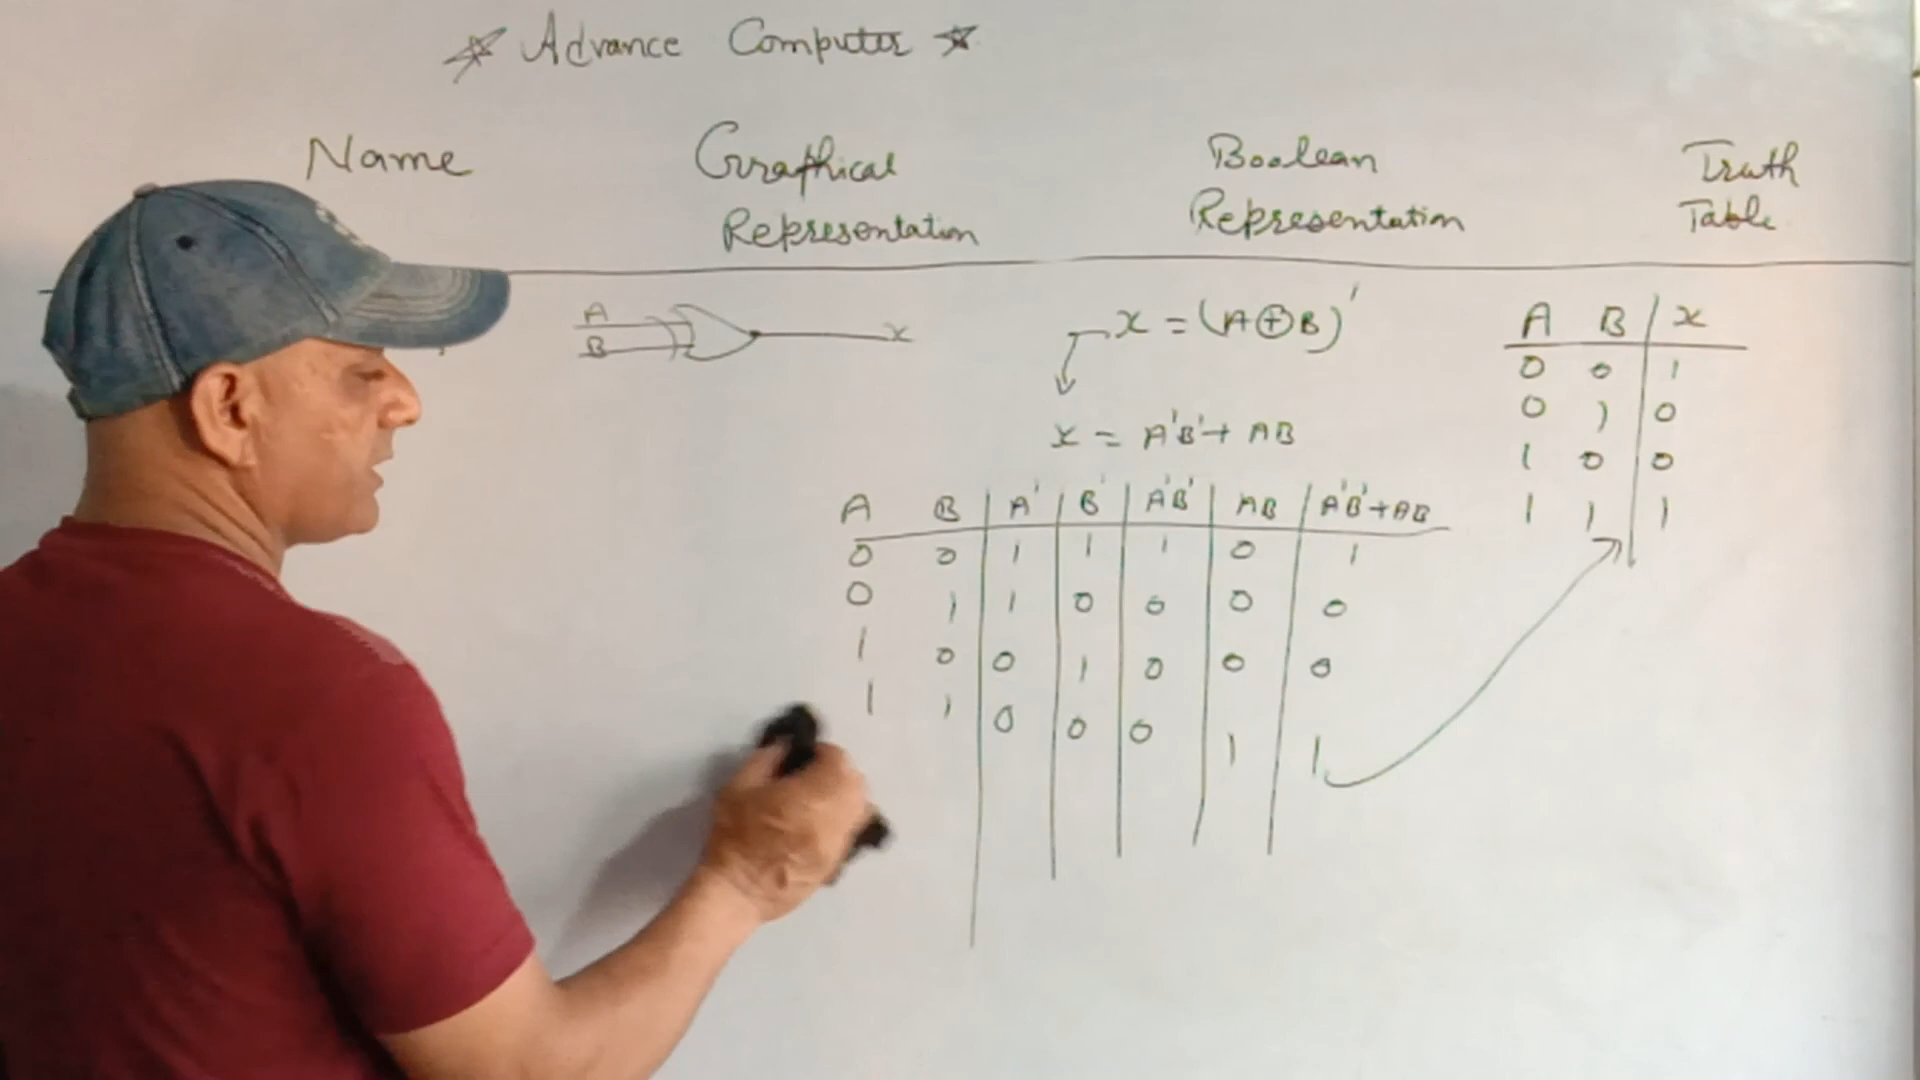 ☆ Advance Computer ☆
Name Graphical Representation Boolean Representation Truth Table
A
B
X
x = (A⊕B)'
x = A'B' + AB
A B x
0 0 1
0 1 0
1 0 0
1 1 1
A B A' B' A'B' AB A'B'+AB
0 0 1 1 1 0 1
0 1 1 0 0 0 0
1 0 0 1 0 0 0
1 1 0 0 0 1 1